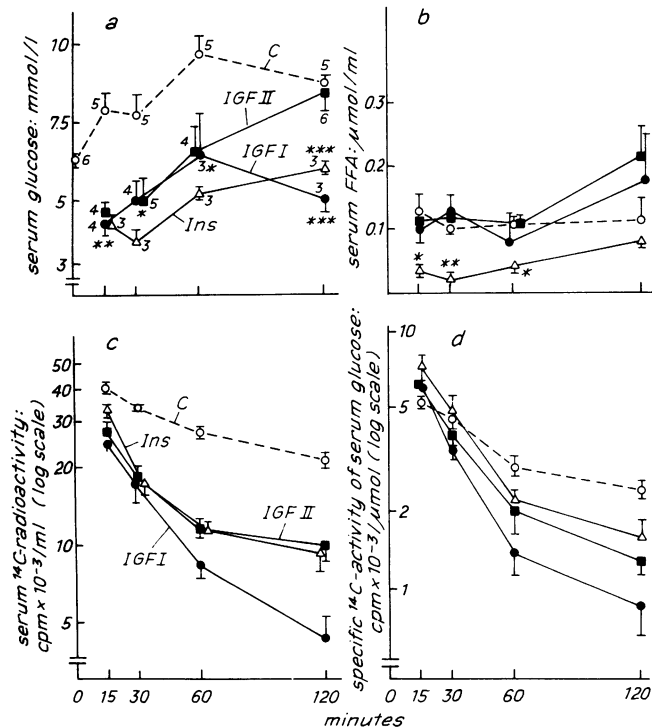 a
serum glucose: mmol/l
10
7.5
5
3
5
5
5
5
6
C
IGF II
IGF I
Ins
4
4
4
4
5
3
3
3
6
3
3
*
*
**
***
***
b
serum FFA: μmol/ml
0.3
0.2
0.1
0
*
**
*
c
serum ¹⁴C-radioactivity:
cpm x 10⁻³/ml (log scale)
50
40
30
20
10
5
C
Ins
IGF II
IGF I
0 15 30 60 120
d
specific ¹⁴C-activity of serum glucose:
cpm x 10⁻³/μmol (log scale)
10
5
2
1
0 15 30 60 120
minutes